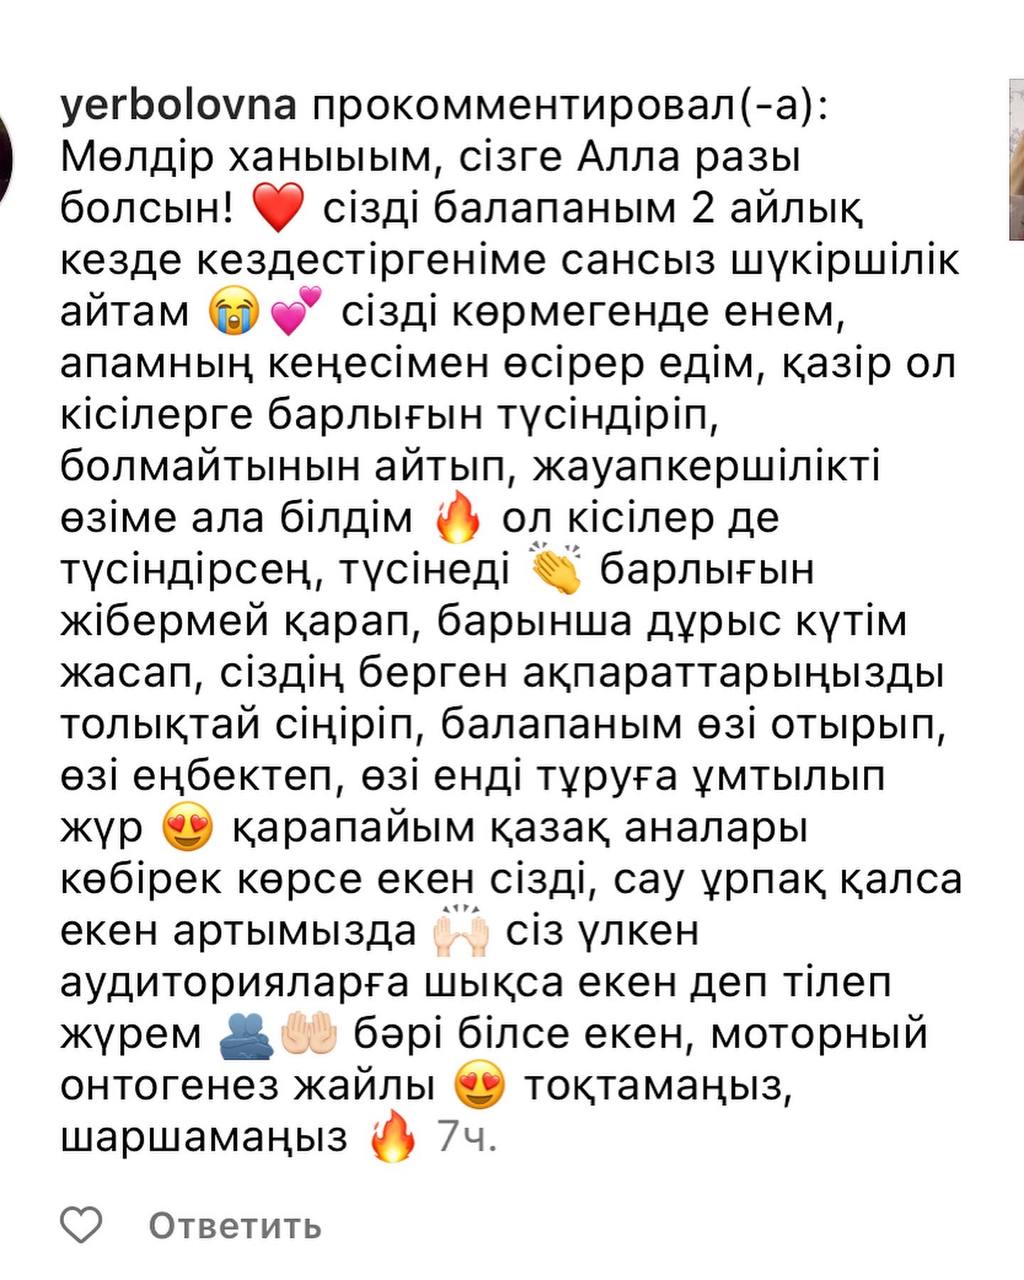 yerbolovna прокомментировал(-а):
Мөлдір ханыыым, сізге Алла разы
болсын! ❤️ сізді балапаным 2 айлық
кезде кездестіргеніме сансыз шүкіршілік
айтам 😭💕 сізді көрмегенде енем,
апамның кеңесімен өсірер едім, қазір ол
кісілерге барлығын түсіндіріп,
болмайтынын айтып, жауапкершілікті
өзіме ала білдім 🔥 ол кісілер де
түсіндірсең, түсінеді 👏 барлығын
жібермей қарап, барынша дұрыс күтім
жасап, сіздің берген ақпараттарыңызды
толықтай сіңіріп, балапаным өзі отырып,
өзі еңбектеп, өзі енді тұруға ұмтылып
жүр 😍 қарапайым қазақ аналары
көбірек көрсе екен сізді, сау ұрпақ қалса
екен артымызда 🙌🏻 сіз үлкен
аудиторияларға шықса екен деп тілеп
жүрем 🫂🤲🏻 бәрі білсе екен, моторный
онтогенез жайлы 😍 тоқтамаңыз,
шаршамаңыз 🔥 7ч.
Ответить